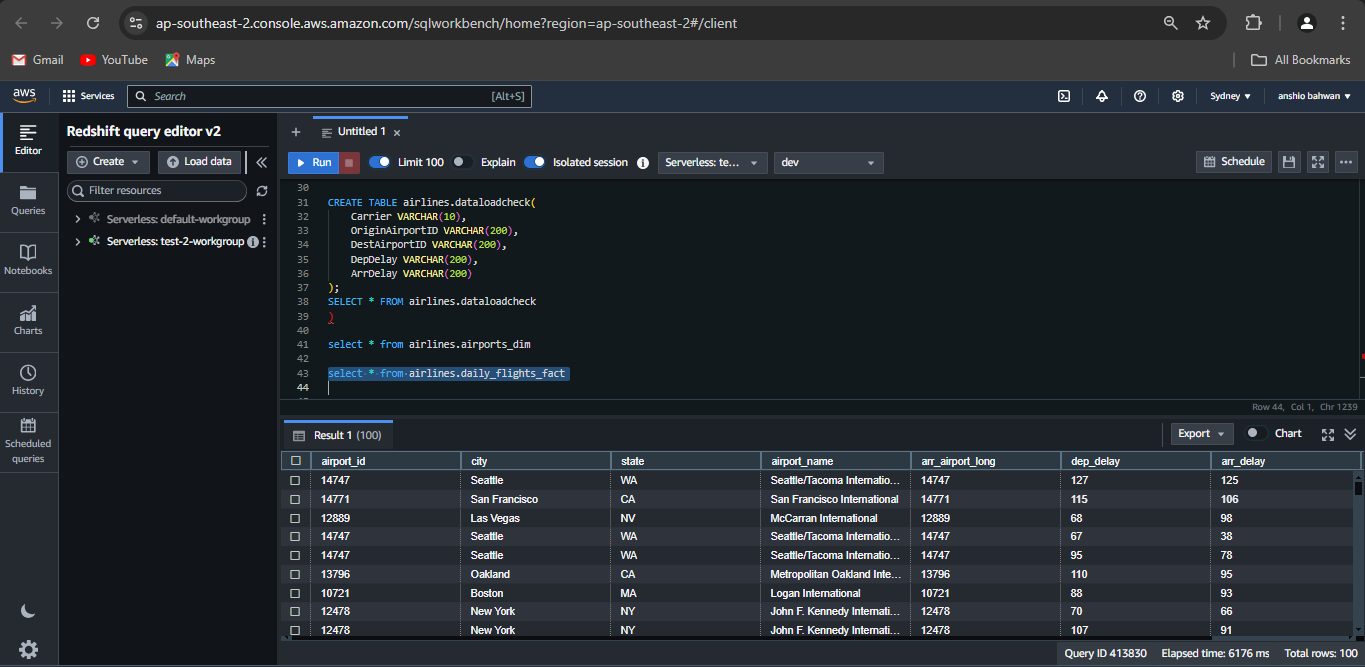 ap-southeast-2.console.aws.amazon.com/sqlworkbench/home?region=ap-southeast-2#/client
Gmail YouTube Maps All Bookmarks
aws Services Search [Alt+S] Sydney ▼ anshio bahwan ▼
Editor
Queries
Notebooks
Charts
History
Scheduled
queries
Redshift query editor v2
Create Load data
Filter resources
Serverless: default-workgroup
Serverless: test-2-workgroup
+ Untitled 1 ×
Run Limit 100 Explain Isolated session Serverless: te... dev Schedule
30
31 CREATE TABLE airlines.dataloadcheck(
32 Carrier VARCHAR(10),
33 OriginAirportID VARCHAR(200),
34 DestAirportID VARCHAR(200),
35 DepDelay VARCHAR(200),
36 ArrDelay VARCHAR(200)
37 );
38 SELECT * FROM airlines.dataloadcheck
39 )
40
41 select * from airlines.airports_dim
42
43 select * from airlines.daily_flights_fact
44
Row 44, Col 1, Chr 1239
Result 1 (100) Export Chart
airport_id city state airport_name arr_airport_long dep_delay arr_delay
14747 Seattle WA Seattle/Tacoma Internatio... 14747 127 125
14771 San Francisco CA San Francisco International 14771 115 106
12889 Las Vegas NV McCarran International 12889 68 98
14747 Seattle WA Seattle/Tacoma Internatio... 14747 67 38
14747 Seattle WA Seattle/Tacoma Internatio... 14747 95 78
13796 Oakland CA Metropolitan Oakland Inte... 13796 110 95
10721 Boston MA Logan International 10721 88 93
12478 New York NY John F. Kennedy Internati... 12478 70 66
12478 New York NY John F. Kennedy Internati... 12478 107 91
Query ID 413830 Elapsed time: 6176 ms Total rows: 100